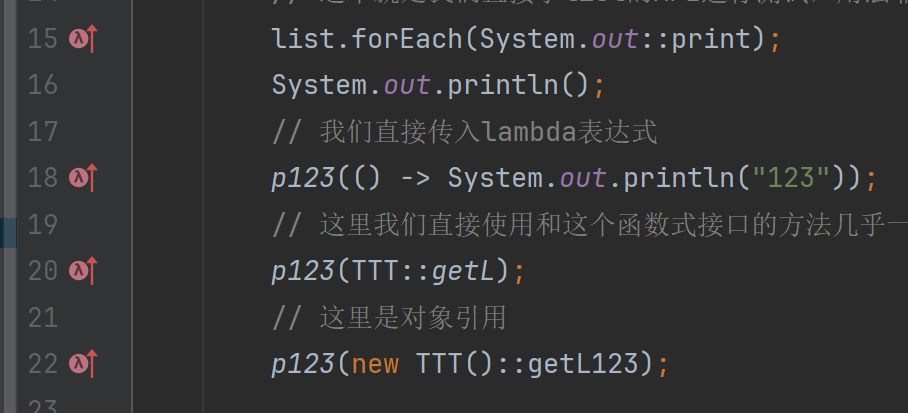 15 list.forEach(System.out::print);
16 System.out.println();
17 // 我们直接传入lambda表达式
18 p123(() -> System.out.println("123"));
19 // 这里我们直接使用和这个函数式接口的方法几乎一
20 p123(TTT::getL);
21 // 这里是对象引用
22 p123(new TTT()::getL123);
23